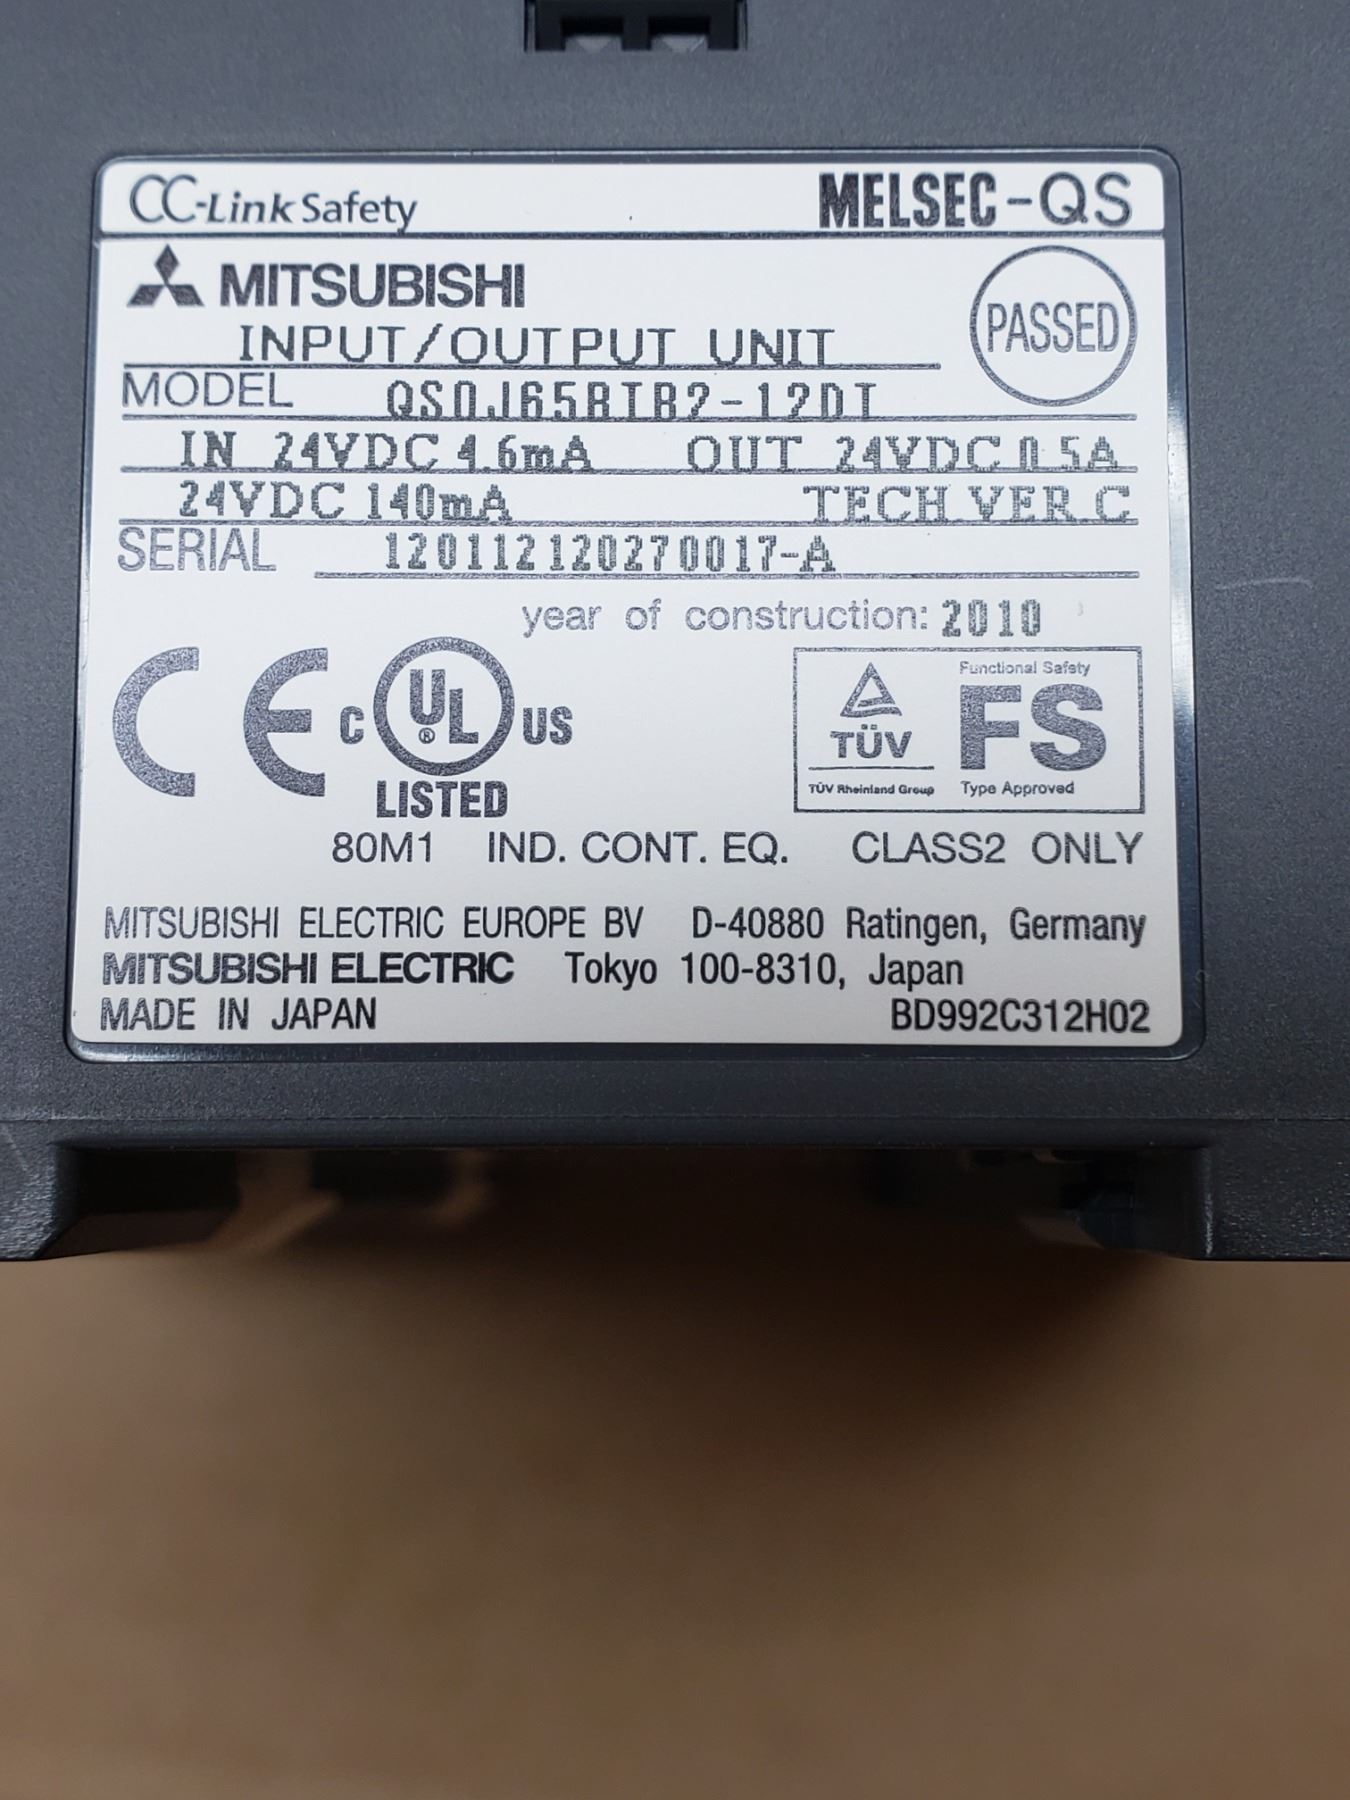 CC-Link Safety MELSEC-QS
MITSUBISHI
PASSED
INPUT/OUTPUT UNIT
MODEL QS0J65BTB2-12DT
IN 24VDC 4.6mA OUT 24VDC 0.5A
24VDC 140mA TECH VER.C
SERIAL 120112120270017-A
year of construction: 2010
CE C UL ® US
LISTED
TÜV
TÜV Rheinland Group
Functional Safety
FS
Type Approved
80M1 IND. CONT. EQ. CLASS2 ONLY
MITSUBISHI ELECTRIC EUROPE BV D-40880 Ratingen, Germany
MITSUBISHI ELECTRIC Tokyo 100-8310, Japan
MADE IN JAPAN BD992C312H02